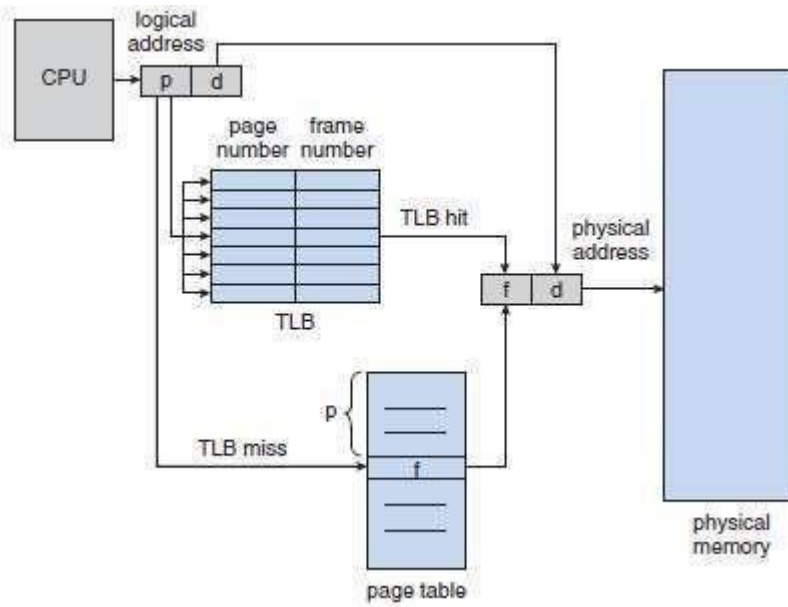 logical
address
CPU
p
d
page
number
frame
number
TLB hit
physical
address
f
d
TLB
p
TLB miss
f
physical
memory
page table